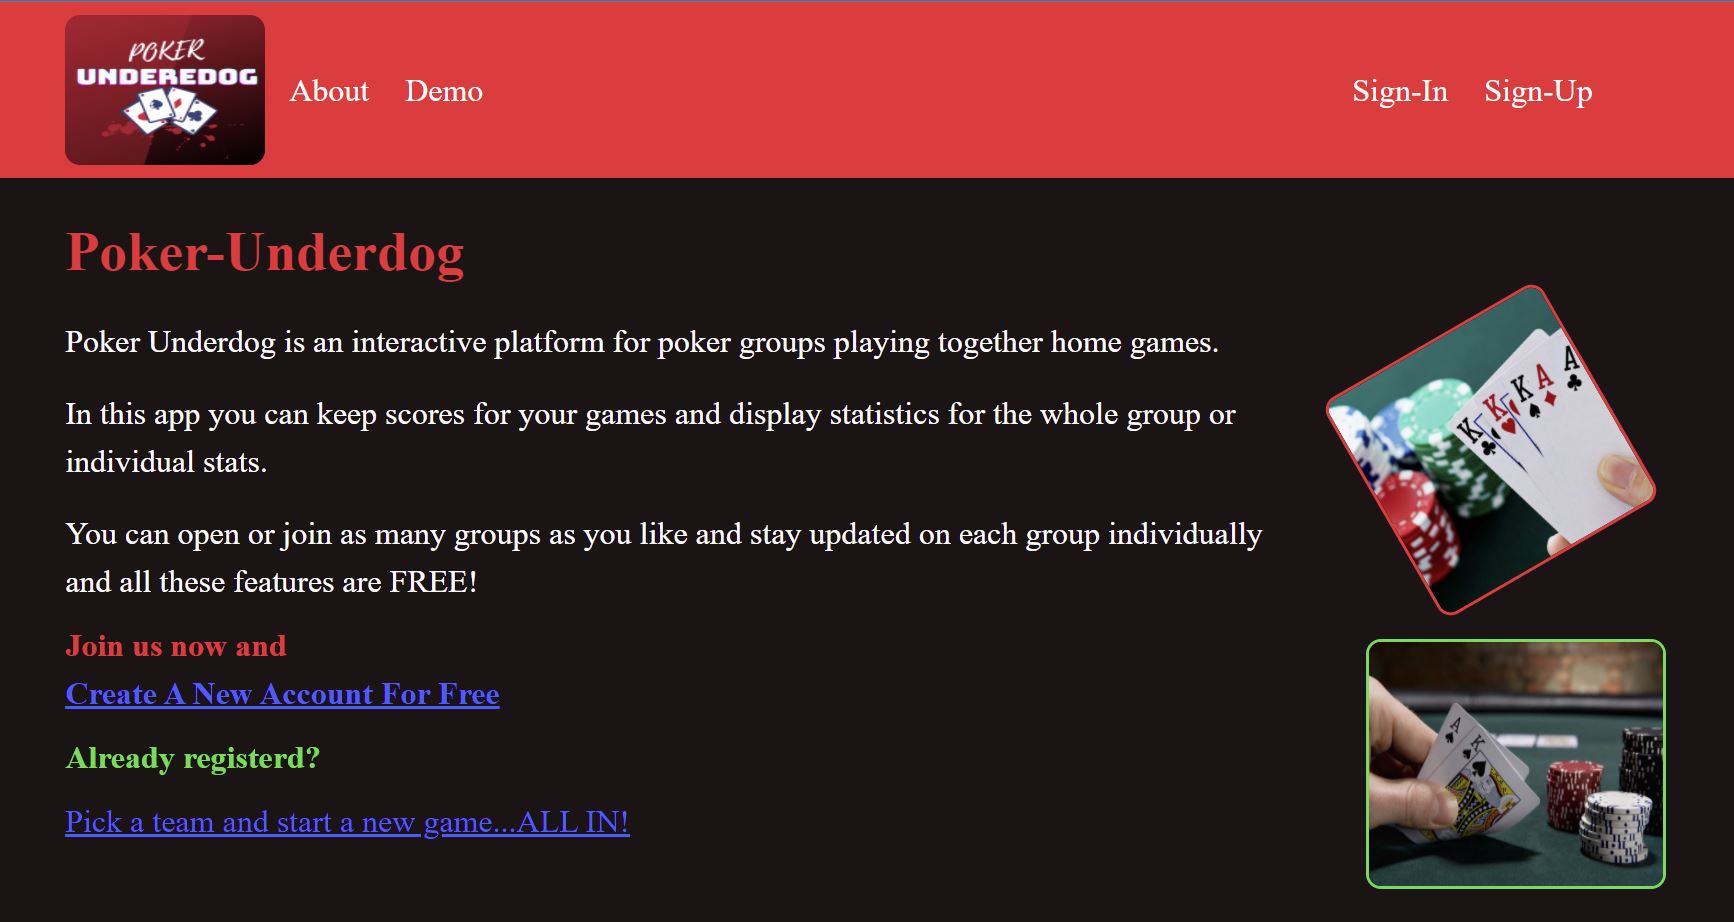 POKER
UNDEREDOG
About
Demo
Sign-In
Sign-Up
Poker-Underdog
Poker Underdog is an interactive platform for poker groups playing together home games.
In this app you can keep scores for your games and display statistics for the whole group or
individual stats.
You can open or join as many groups as you like and stay updated on each group individually
and all these features are FREE!
Join us now and
Create A New Account For Free
Already registerd?
Pick a team and start a new game...ALL IN!
K
K
K
A
A
A
K